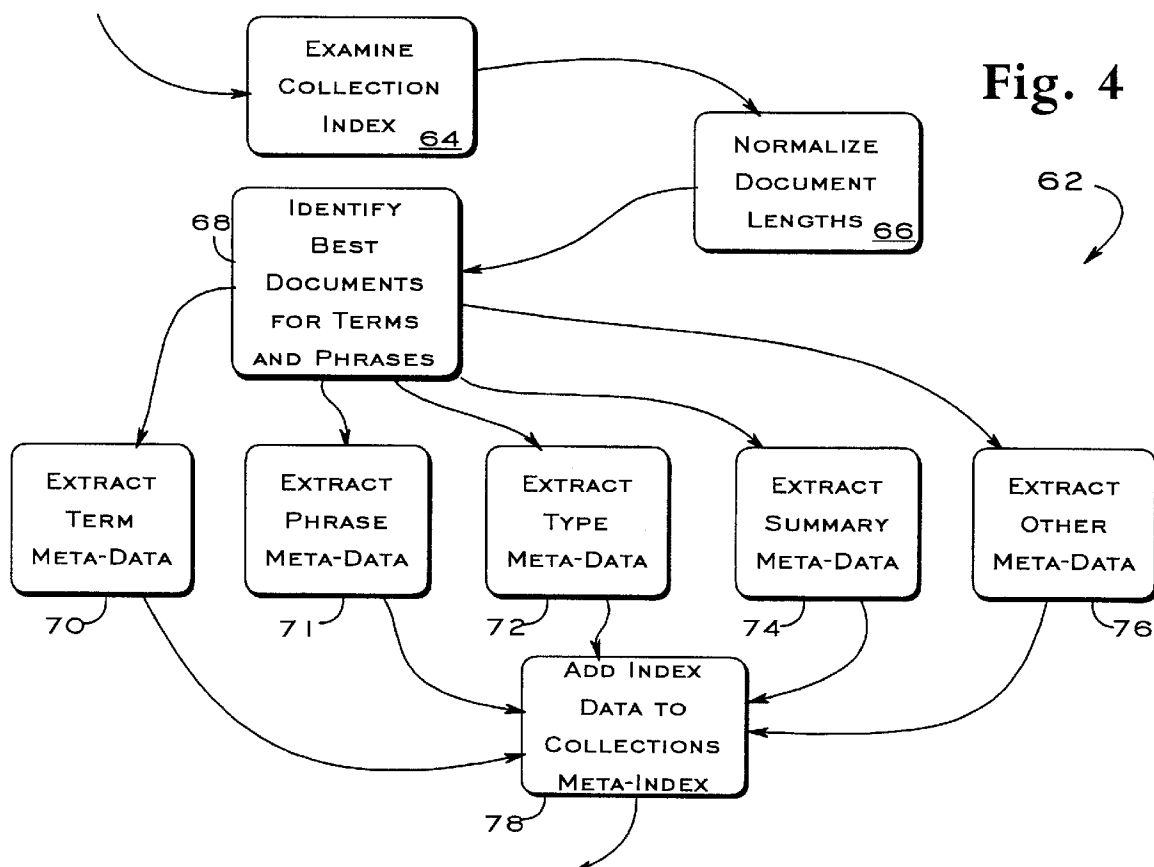 EXAMINE
COLLECTION
INDEX
64
Fig. 4
NORMALIZE
DOCUMENT
LENGTHS
66
62
68
IDENTIFY
BEST
DOCUMENTS
FOR TERMS
AND PHRASES
EXTRACT
TERM
META-DATA
70
EXTRACT
PHRASE
META-DATA
71
EXTRACT
TYPE
META-DATA
72
EXTRACT
SUMMARY
META-DATA
74
EXTRACT
OTHER
META-DATA
76
ADD INDEX
DATA TO
COLLECTIONS
META-INDEX
78